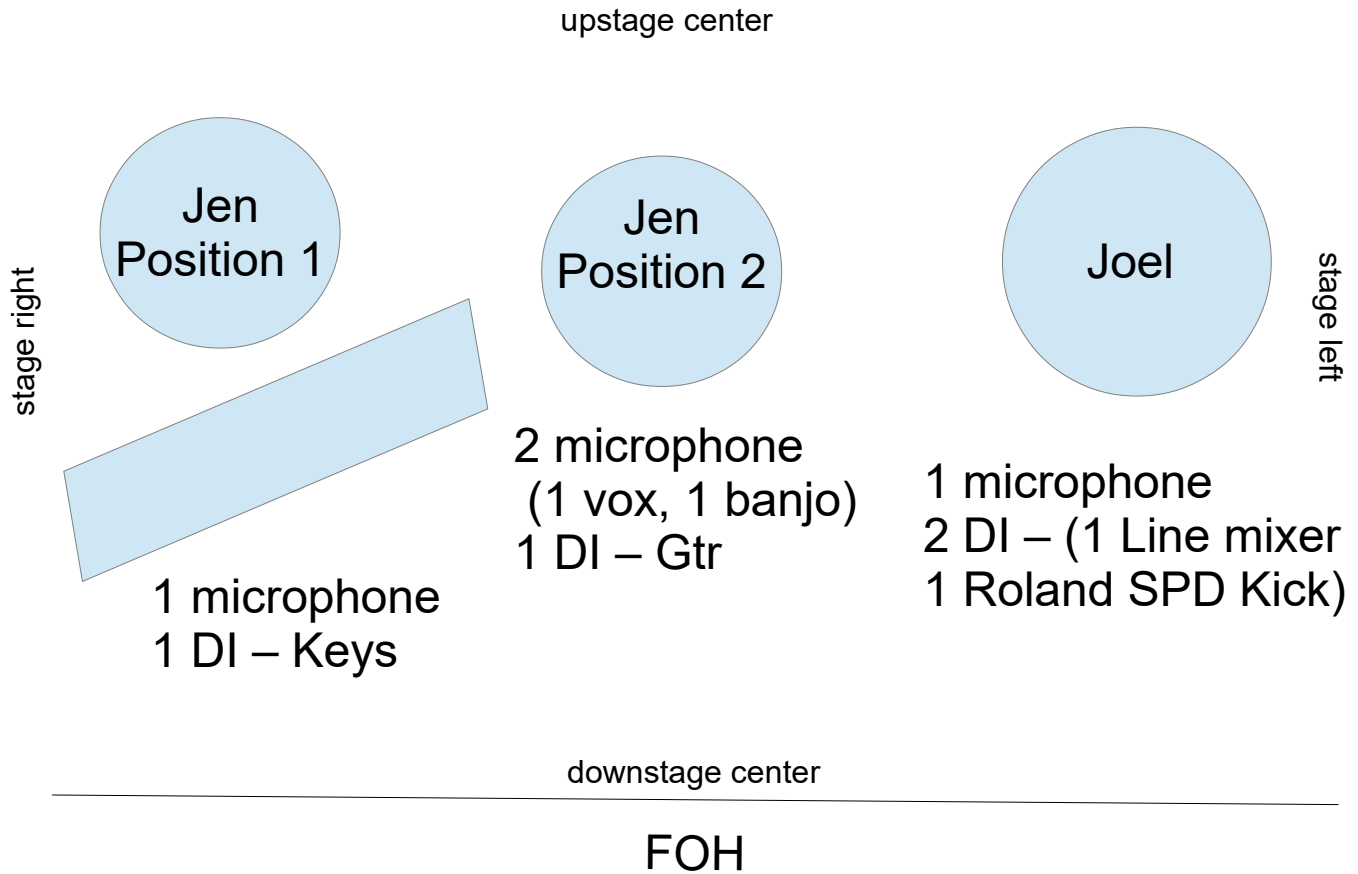 upstage center
Jen
Position 1
Jen
Position 2
Joel
stage right
stage left
2 microphone
(1 vox, 1 banjo)
1 DI – Gtr
1 microphone
2 DI – (1 Line mixer
1 Roland SPD Kick)
1 microphone
1 DI – Keys
downstage center
FOH